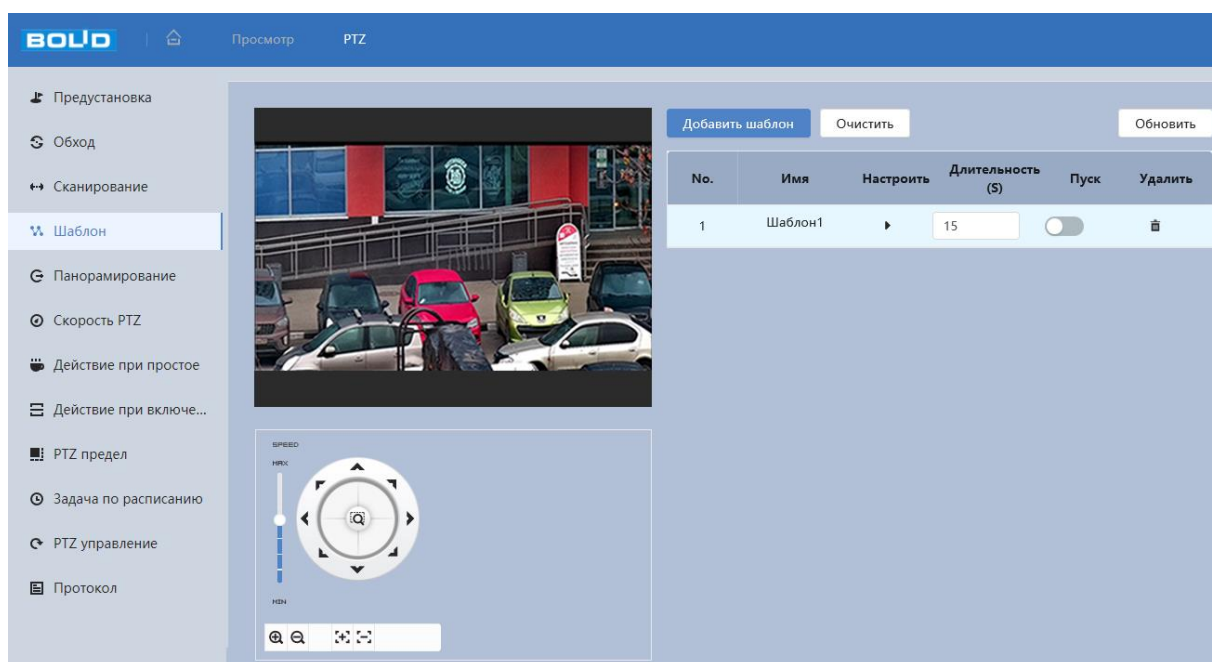 BOLID
Просмотр
PTZ
Предустановка
Обход
Сканирование
Шаблон
Панорамирование
Скорость PTZ
Действие при простое
Действие при включе...
PTZ предел
Задача по расписанию
PTZ управление
Протокол
SPEED
MAX
MIN
Добавить шаблон
Очистить
Обновить
No. Имя Настроить Длительность (S) Пуск Удалить
1 Шаблон1 15